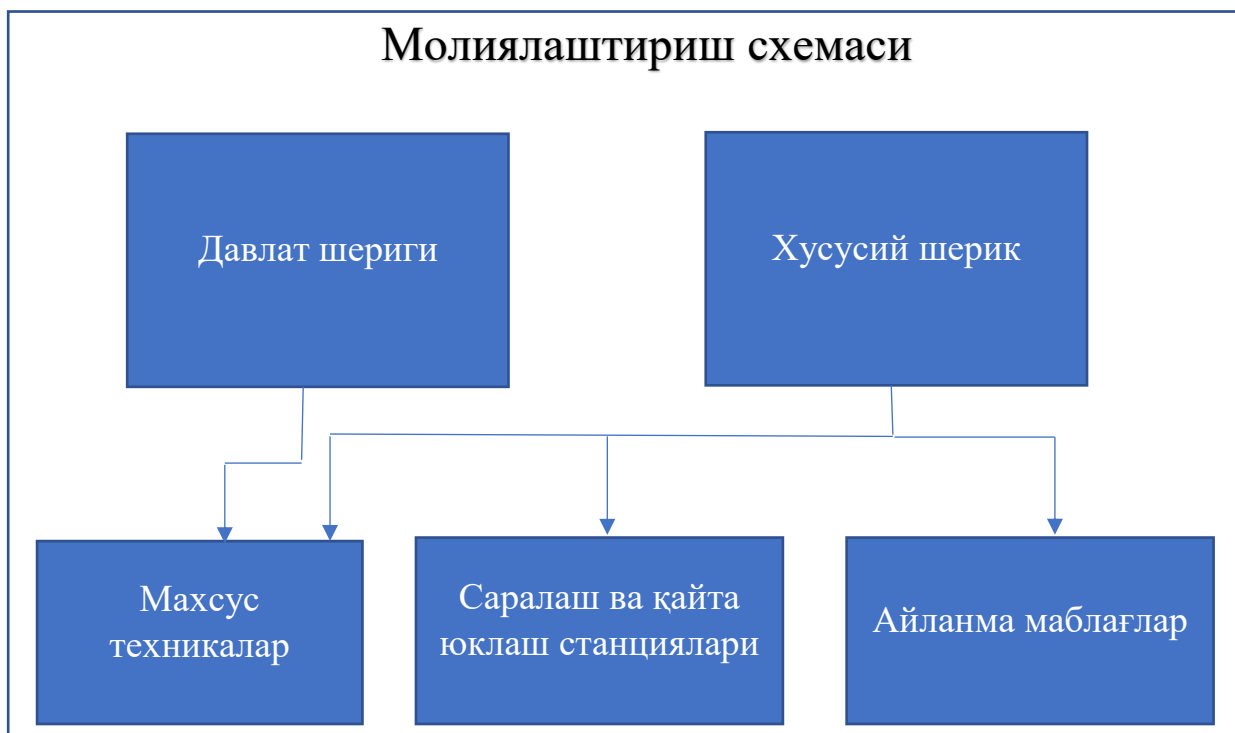 Молиялаштириш схемаси
Давлат шериги
Хусусий шерик
Махсус
техникалар
Саралаш ва қайта
юклаш станциялари
Айланма маблағлар